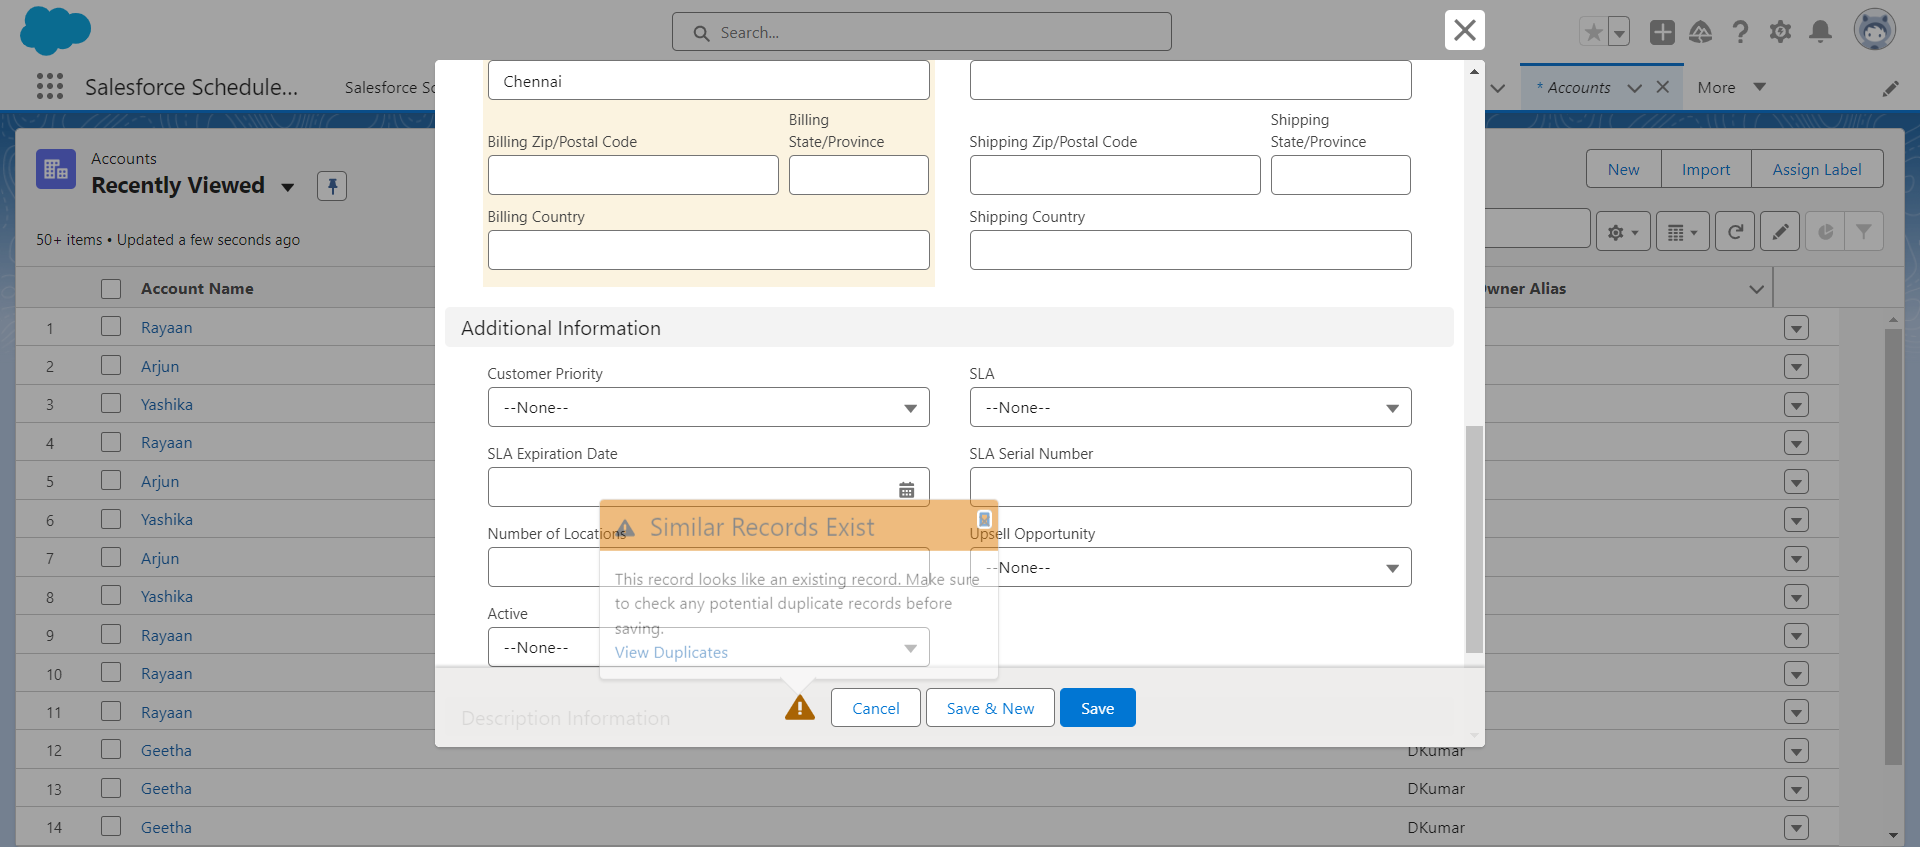 Search...
Salesforce Schedule...
Salesforce Sc
* Accounts
More
Accounts
Recently Viewed
New
Import
Assign Label
50+ items • Updated a few seconds ago
Account Name
wner Alias
1
Rayaan
2
Arjun
3
Yashika
4
Rayaan
5
Arjun
6
Yashika
7
Arjun
8
Yashika
9
Rayaan
10
Rayaan
11
Rayaan
12
Geetha
DKumar
13
Geetha
DKumar
14
Geetha
DKumar
Chennai
Billing Zip/Postal Code
Billing
State/Province
Shipping Zip/Postal Code
Shipping
State/Province
Billing Country
Shipping Country
Additional Information
Customer Priority
--None--
SLA
--None--
SLA Expiration Date
SLA Serial Number
Number of Locations
Upsell Opportunity
--None--
Active
--None--
Similar Records Exist
This record looks like an existing record. Make sure
to check any potential duplicate records before
saving.
View Duplicates
Description Information
Cancel
Save & New
Save